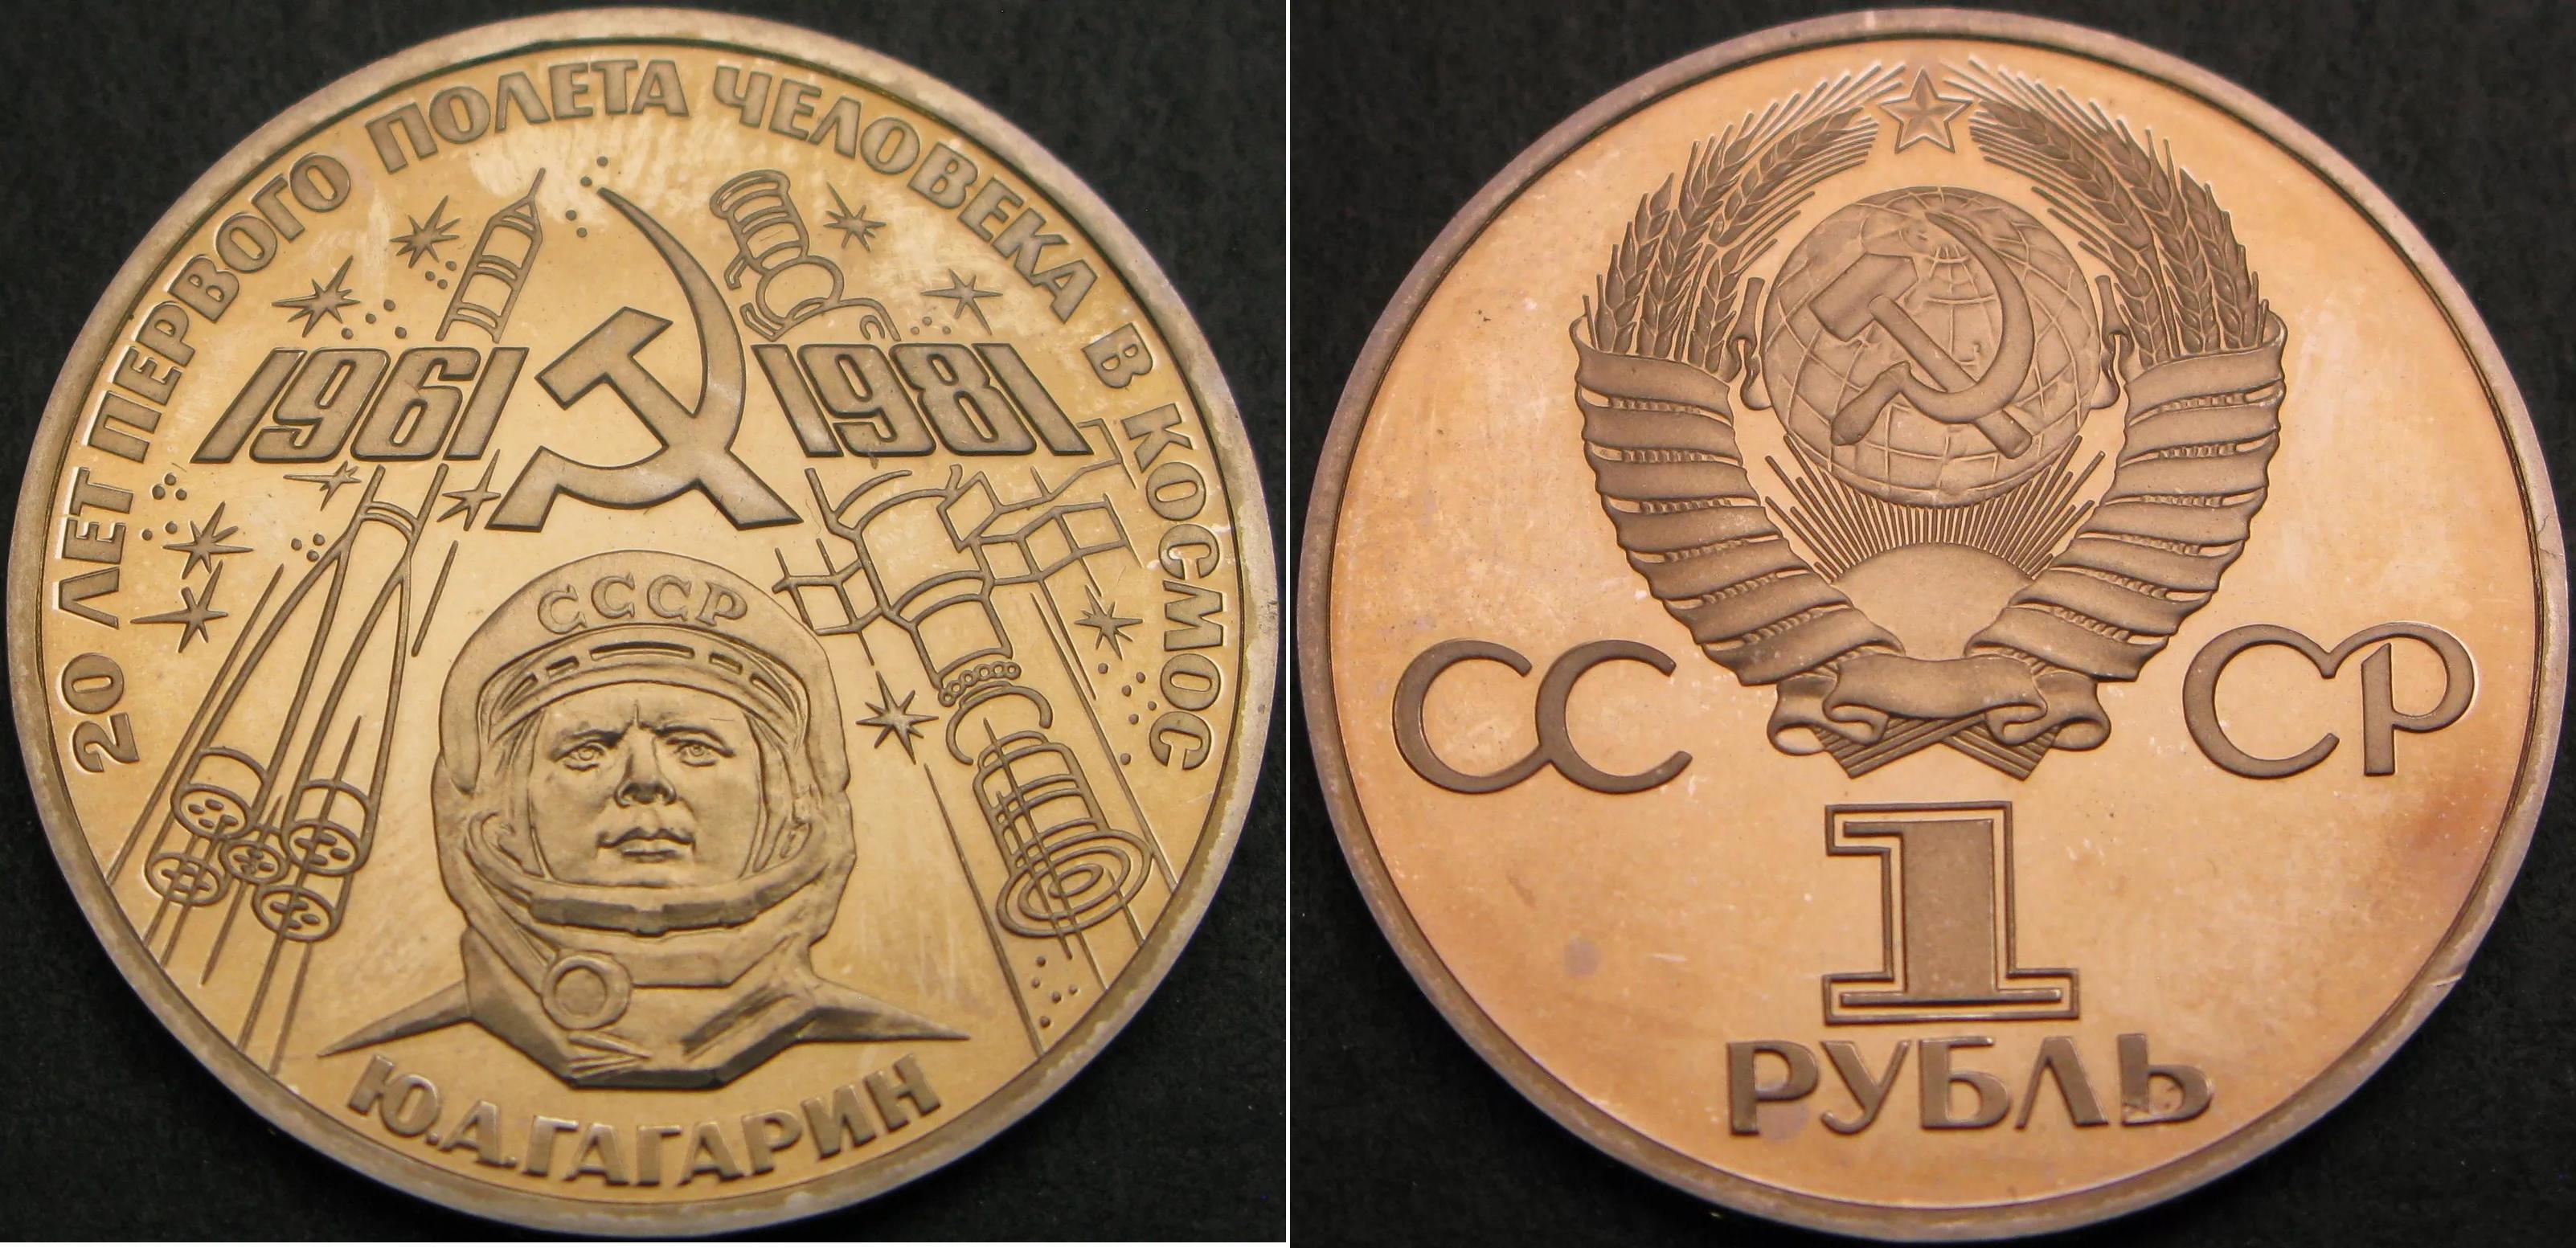 20 ЛЕТ ПЕРВОГО ПОЛЕТА ЧЕЛОВЕКА В КОСМОС
1961 1981
СССР
Ю.А.ГАГАРИН
СС СР
1
РУБЛЬ